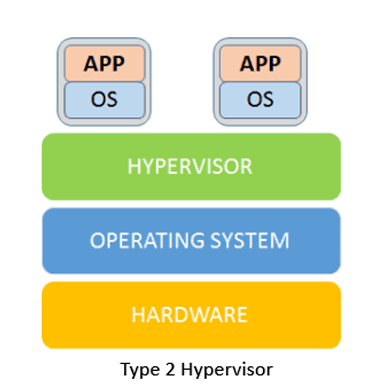 APP APP
OS OS
HYPERVISOR
OPERATING SYSTEM
HARDWARE
Type 2 Hypervisor